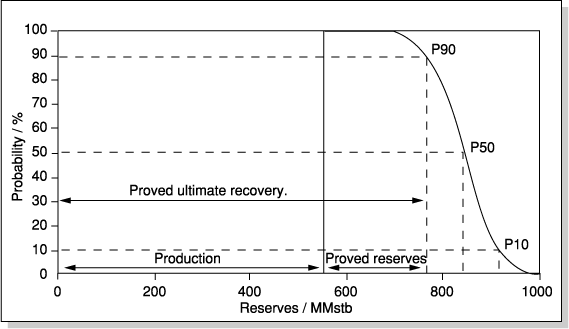 100
90
80
70
60
50
40
30
20
10
0
Probability / %
P90
P50
P10
Proved ultimate recovery.
Production
Proved reserves
0
200
400
600
800
1000
Reserves / MMstb